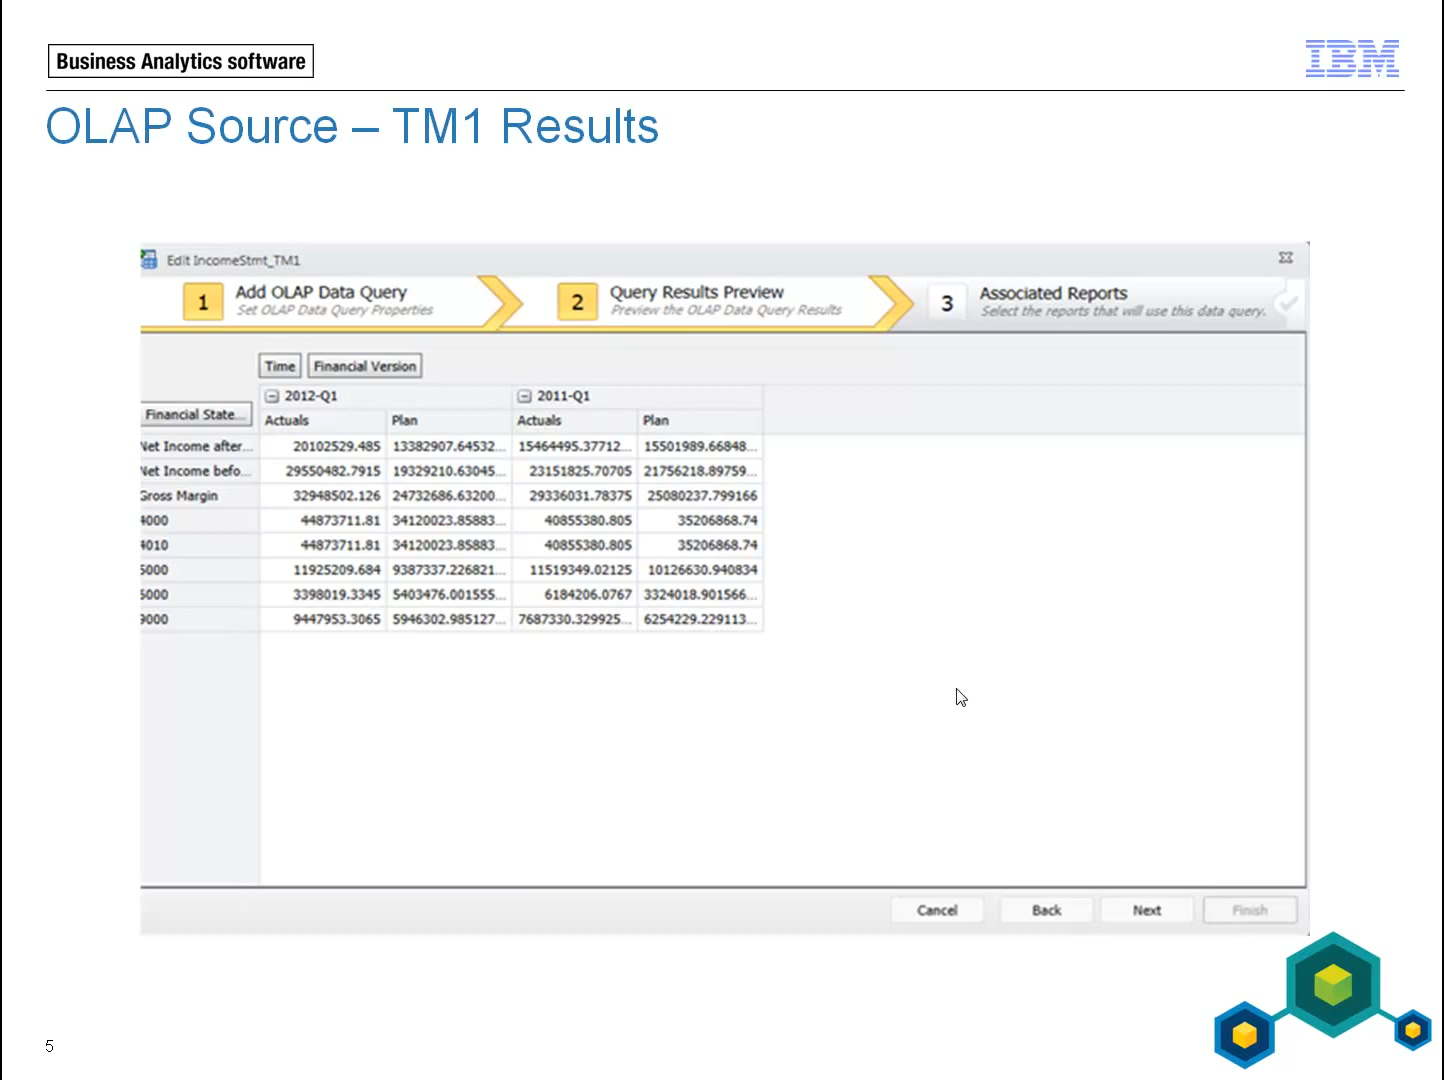 Business Analytics software
IBM
OLAP Source – TM1 Results
Edit IncomeStmt_TM1
1 Add OLAP Data Query 2 Query Results Preview 3 Associated Reports
Set OLAP Data Query Properties Preview the OLAP Data Query Results Select the reports that will use this data query.
Time Financial Version
2012-Q1 2011-Q1
Financial State... Actuals Plan Actuals Plan
Net Income after... 20102529.485 13382907.64532... 15464495.37712... 15501989.66848...
Net Income befo... 29550482.7915 19329210.63045... 23151825.70705 21756218.89759...
Gross Margin 32948502.126 24732686.63200... 29336031.78375 25080237.799166
4000 44873711.81 34120023.85883... 40855380.805 35206868.74
4010 44873711.81 34120023.85883... 40855380.805 35206868.74
5000 11925209.684 9387337.226821... 11519349.02125 10126630.940834
3398019.3345 5403476.001555... 6184206.0767 3324018.901566...
9000 9447953.3065 5946302.985127... 7687330.329925... 6254229.229113...
Cancel Back Next Finish
5